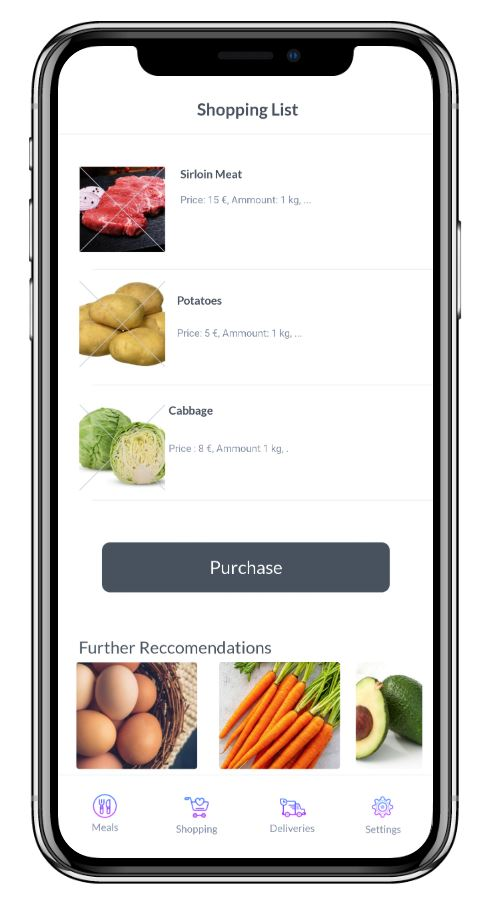 Shopping List
Sirloin Meat
Price: 15 €, Ammount: 1 kg, ...
Potatoes
Price: 5 €, Ammount: 1 kg, ...
Cabbage
Price : 8 €, Ammount 1 kg, .
Purchase
Further Reccomendations
Meals
Shopping
Deliveries
Settings